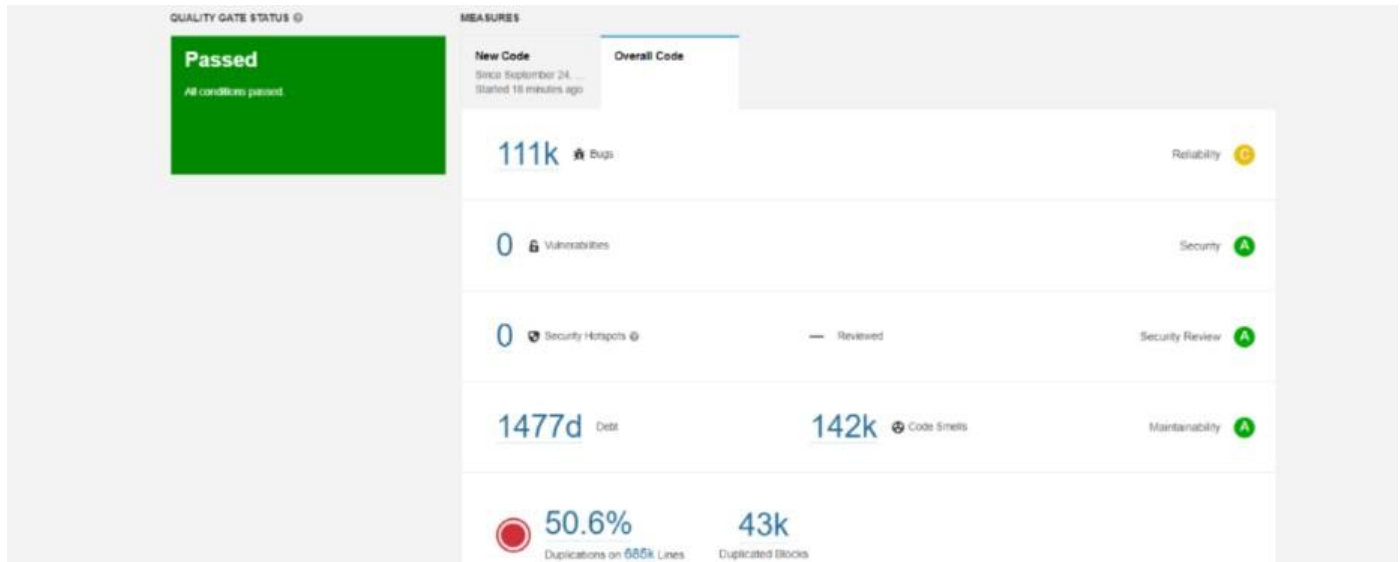 QUALITY GATE STATUS
MEASURES
Passed
All conditions passed.
New Code
Since September 24, ...
Started 18 minutes ago
Overall Code
111k Bugs
Reliability C
0 Vulnerabilities
Security A
0 Security Hotspots
— Reviewed
Security Review A
1477d Debt
142k Code Smells
Maintainability A
50.6%
Duplications on 685k Lines
43k
Duplicated Blocks